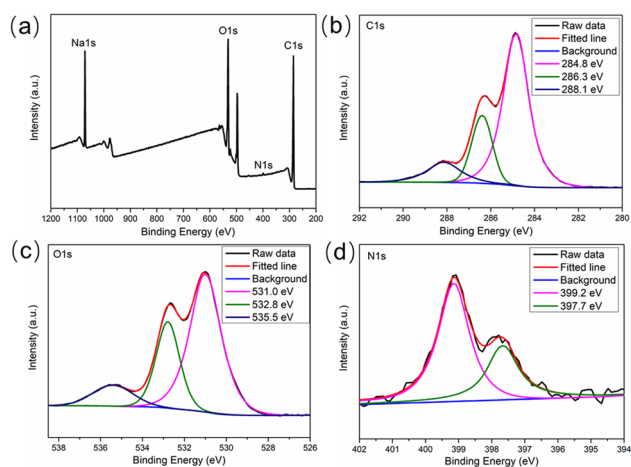 (a)
Na1s
O1s
C1s
N1s
Intensity (a.u.)
1200 1100 1000 900 800 700 600 500 400 300 200
Binding Energy (eV)
(b)
C1s
Raw data
Fitted line
Background
284.8 eV
286.3 eV
288.1 eV
Intensity (a.u.)
292 290 288 286 284 282 280
Binding Energy (eV)
(c)
O1s
Raw data
Fitted line
Background
531.0 eV
532.8 eV
535.5 eV
Intensity (a.u.)
538 536 534 532 530 528 526
Binding Energy (eV)
(d)
N1s
Raw data
Fitted line
Background
399.2 eV
397.7 eV
Intensity (a.u.)
402 401 400 399 398 397 396 395 394
Binding Energy (eV)